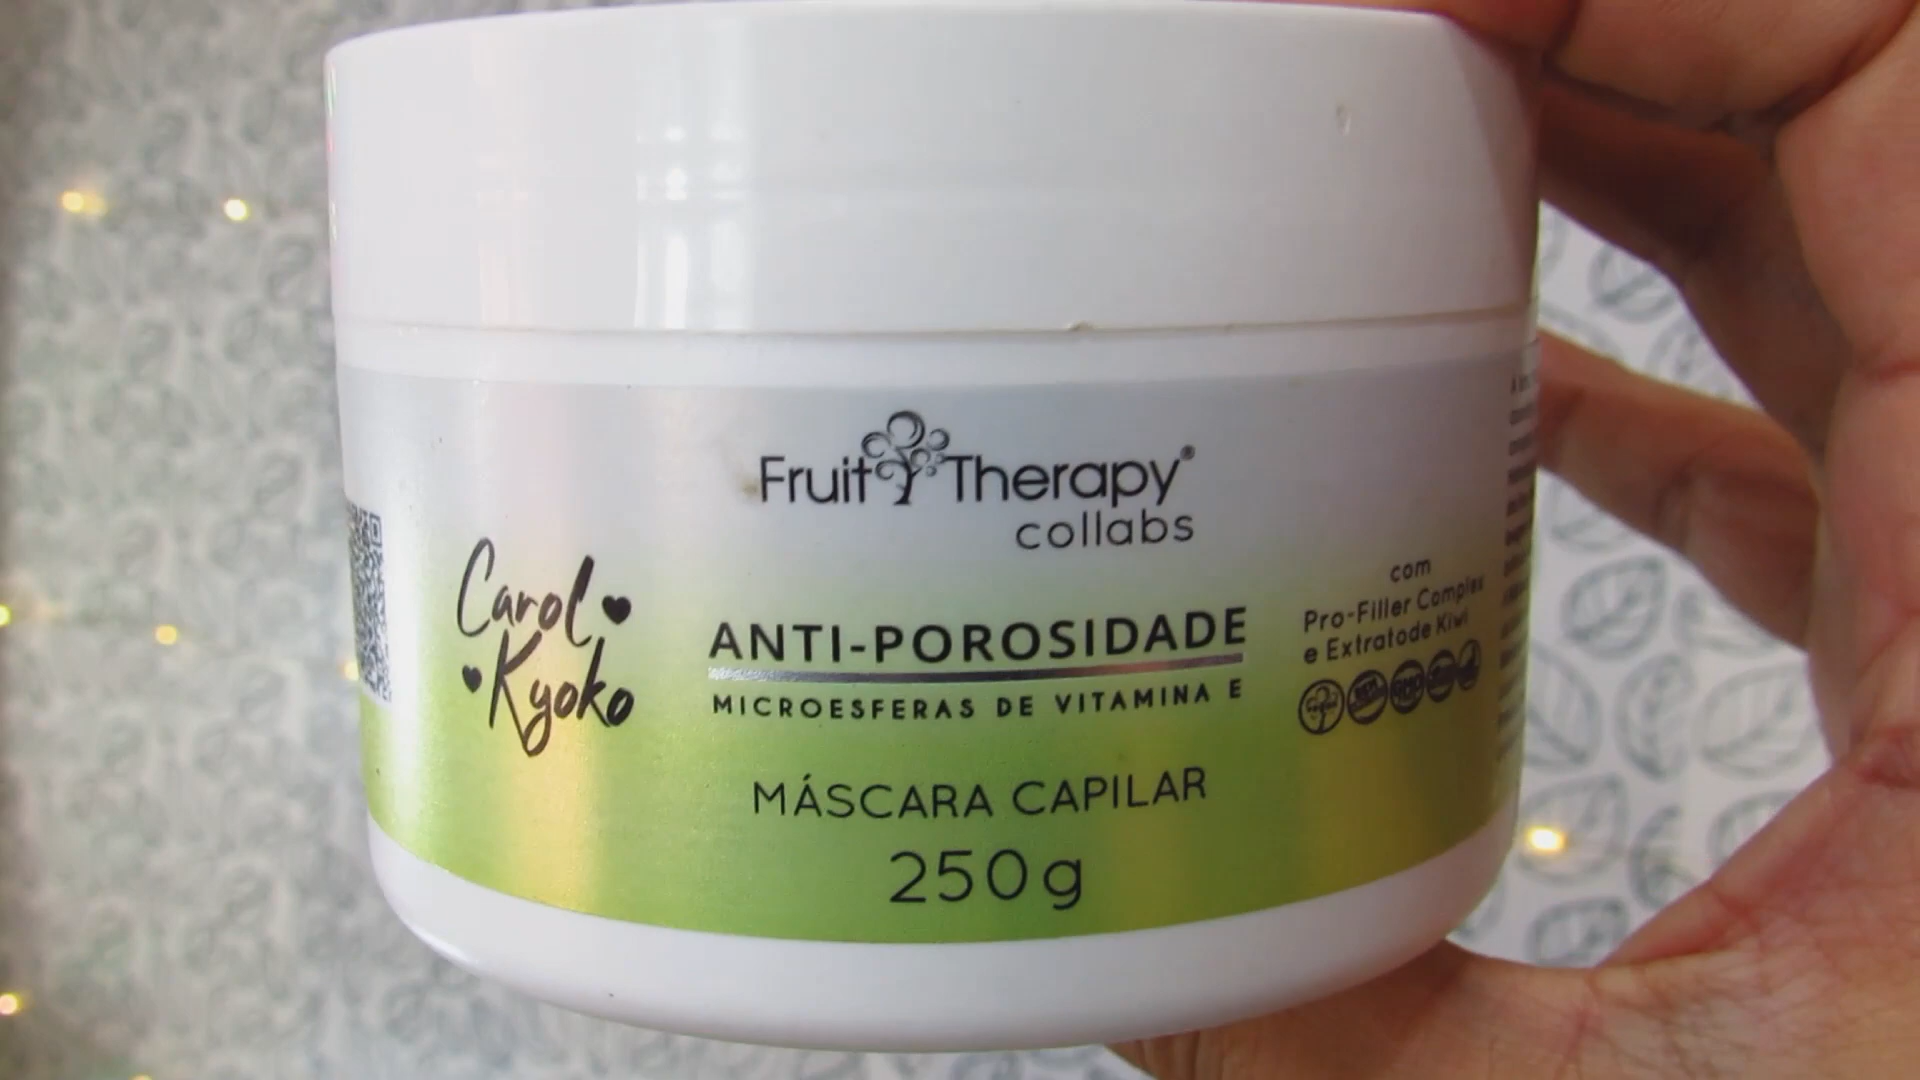 Fruit Therapy®
collabs
Carol
Kyoko
ANTI-POROSIDADE
MICROESFERAS DE VITAMINA E
MÁSCARA CAPILAR
250g
com
Pro-Filler Complex
e Extratode Kiwi